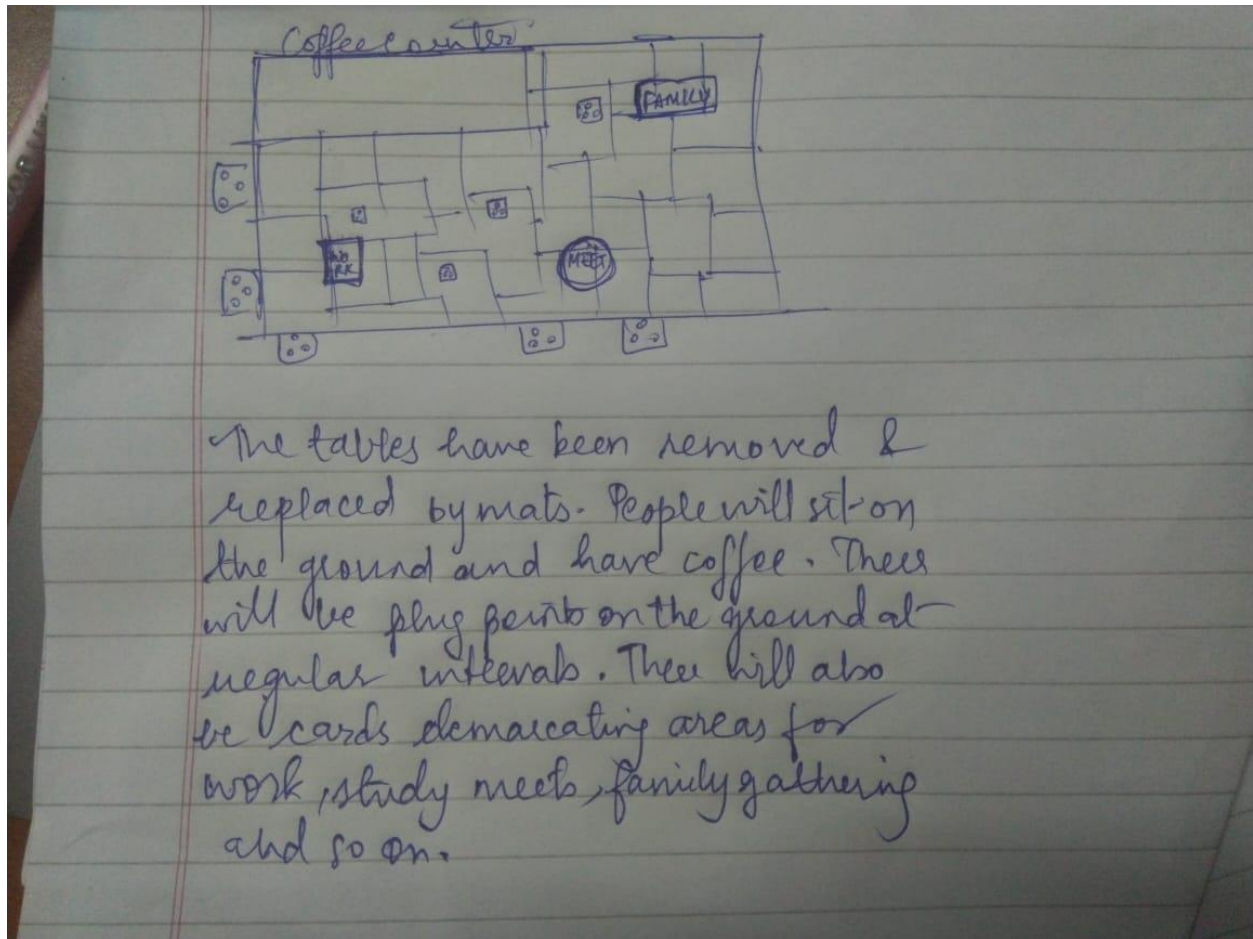 Coffee counter
FAMILY
WO
RK
MEET
The tables have been removed &
replaced by mats. People will sit on
the ground and have coffee. There
will be plug points on the ground at
regular intervals. There will also
be cards demarcating areas for
work, study meets, family gathering
and so on.